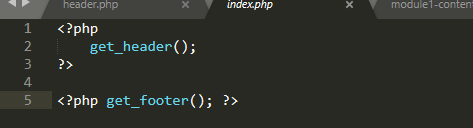 header.php × index.php × module1-conten
1 <?php
2 get_header();
3 ?>
4
5 <?php get_footer(); ?>